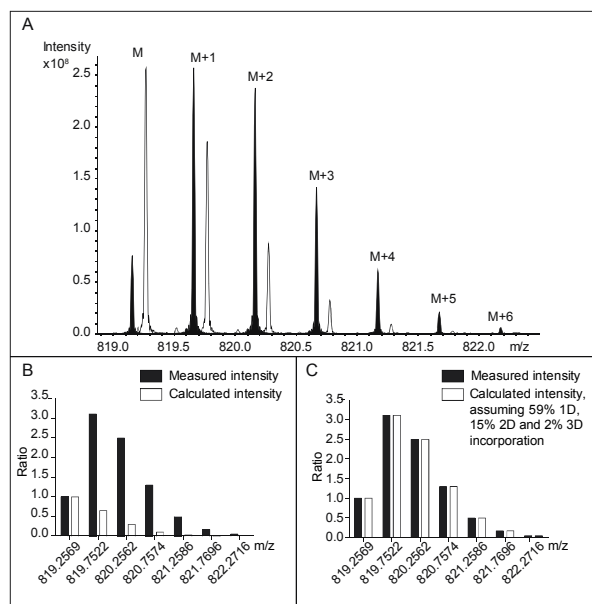 A
Intensity
x10⁸
M
M+1
M+2
M+3
M+4
M+5
M+6
2.5
2.0
1.5
1.0
0.5
0.0
819.0 819.5 820.0 820.5 821.0 821.5 822.0 m/z
B
Measured intensity
Calculated intensity
Ratio
3.5
3.0
2.5
2.0
1.5
1.0
0.5
0.0
819.2569 819.7522 820.2562 820.7574 821.2586 821.7696 822.2716 m/z
C
Measured intensity
Calculated intensity,
assuming 59% 1D,
15% 2D and 2% 3D
incorporation
Ratio
3.5
3.0
2.5
2.0
1.5
1.0
0.5
0.0
819.2569 819.7522 820.2562 820.7574 821.2586 821.7696 822.2716 m/z